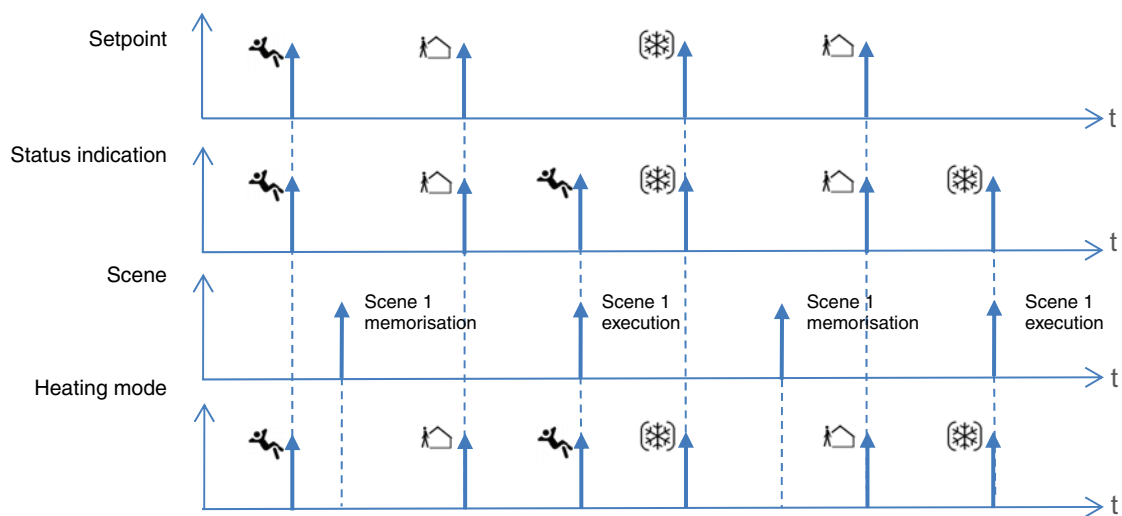 Setpoint
t
Status indication
t
Scene
Scene 1
memorisation
Scene 1
execution
Scene 1
memorisation
Scene 1
execution
t
Heating mode
t